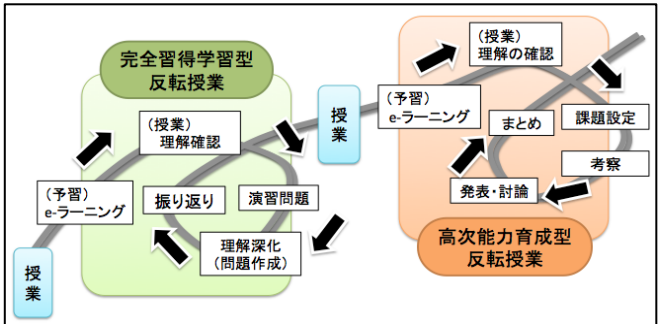 完全習得学習型
反転授業
（授業）
理解確認
（予習）
e-ラーニング
振り返り
演習問題
理解深化
（問題作成）
授
業
授
業
（予習）
e-ラーニング
（授業）
理解の確認
まとめ
課題設定
考察
発表・討論
高次能力育成型
反転授業